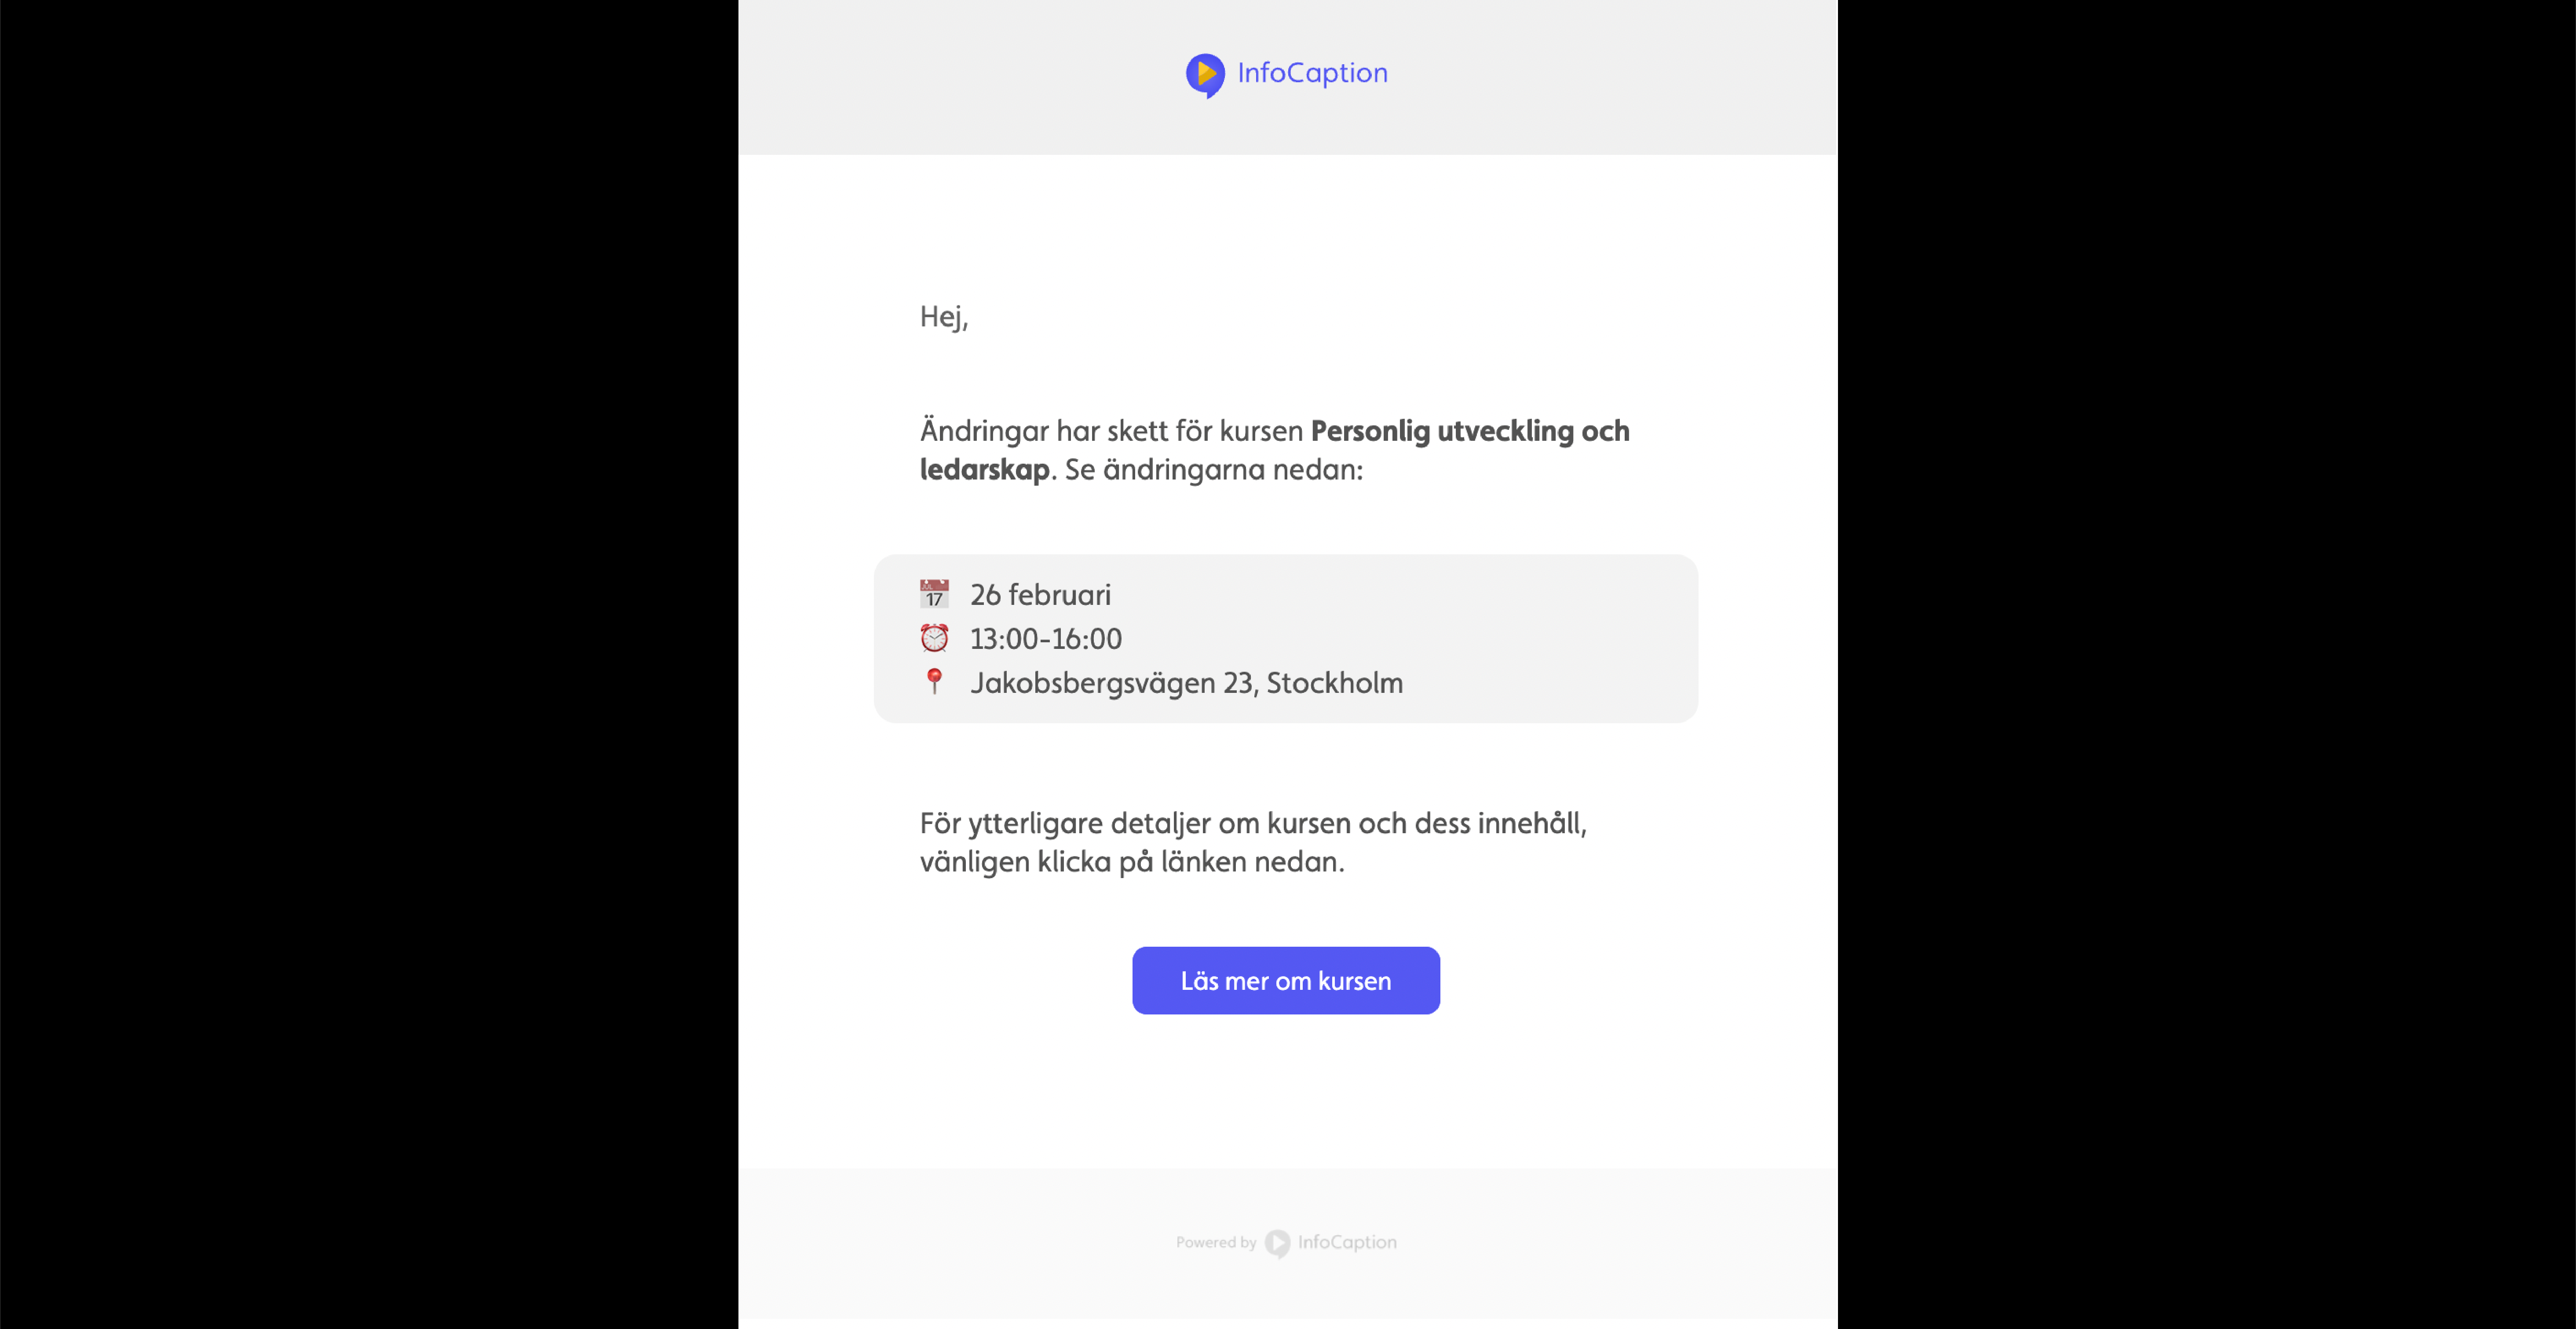 InfoCaption
Hej,
Ändringar har skett för kursen Personlig utveckling och
ledarskap. Se ändringarna nedan:
17
26 februari
13:00-16:00
Jakobsbergsvägen 23, Stockholm
För ytterligare detaljer om kursen och dess innehåll,
vänligen klicka på länken nedan.
Läs mer om kursen
Powered by InfoCaption